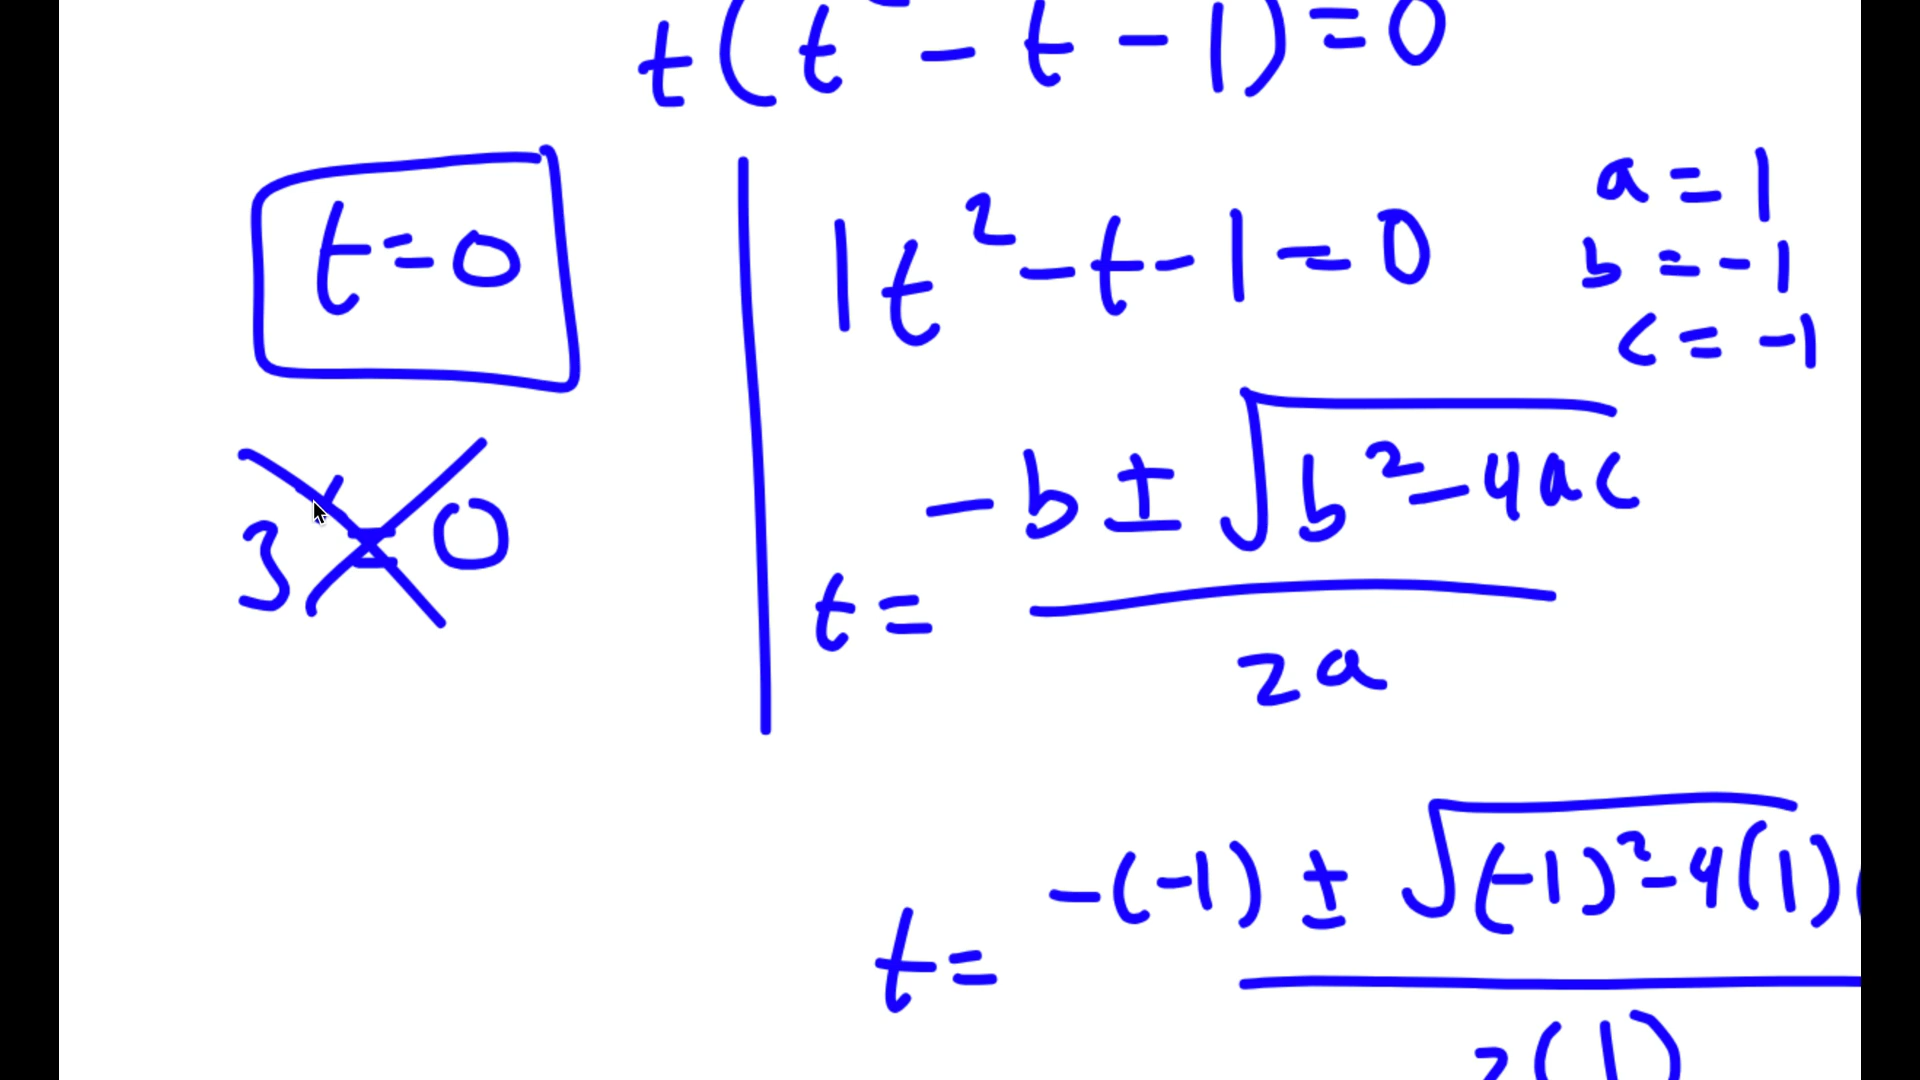 t(t² - t - 1) = 0
t = 0
3^x = 0
1t² - t - 1 = 0
a = 1
b = -1
c = -1
t = (-b ± √(b² - 4ac)) / 2a
t = (-(-1) ± √((-1)² - 4(1)( / 2(1)